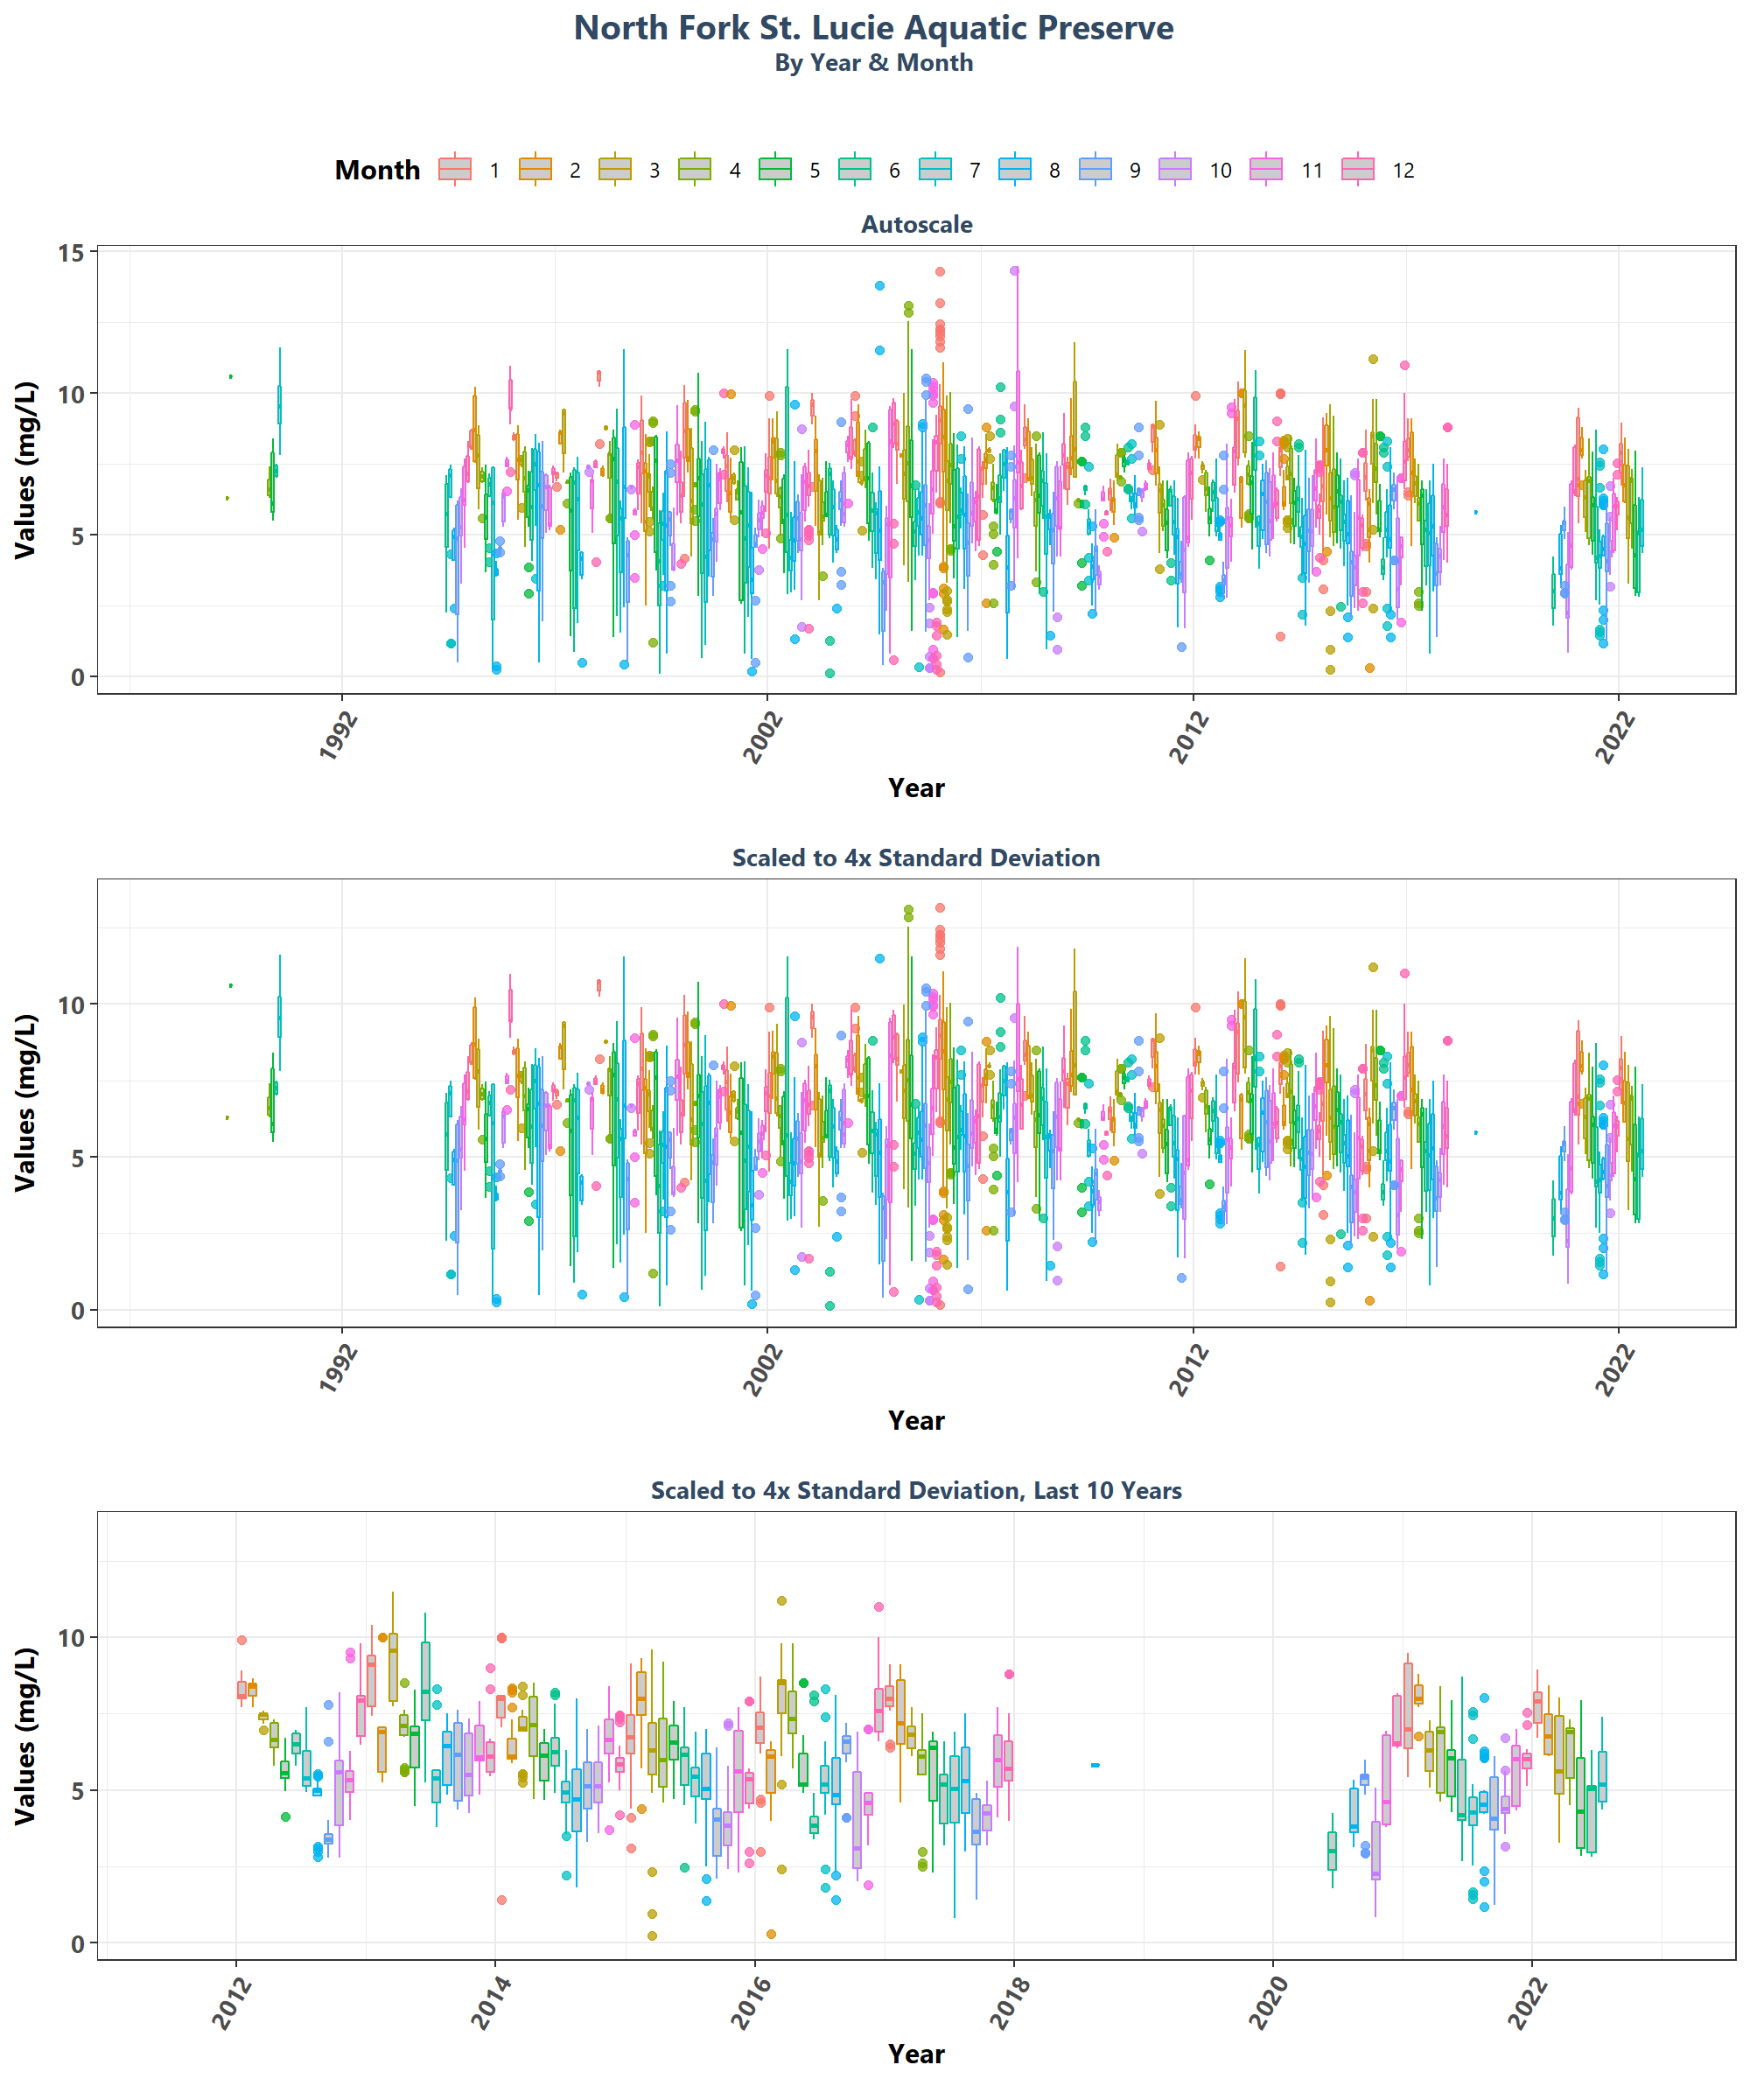 North Fork St. Lucie Aquatic Preserve
By Year & Month
Month 1 2 3 4 5 6 7 8 9 10 11 12
Autoscale
Values (mg/L)
15
10
5
0
1992 2002 2012 2022
Year
Scaled to 4x Standard Deviation
Values (mg/L)
10
5
0
1992 2002 2012 2022
Year
Scaled to 4x Standard Deviation, Last 10 Years
Values (mg/L)
10
5
0
2012 2014 2016 2018 2020 2022
Year